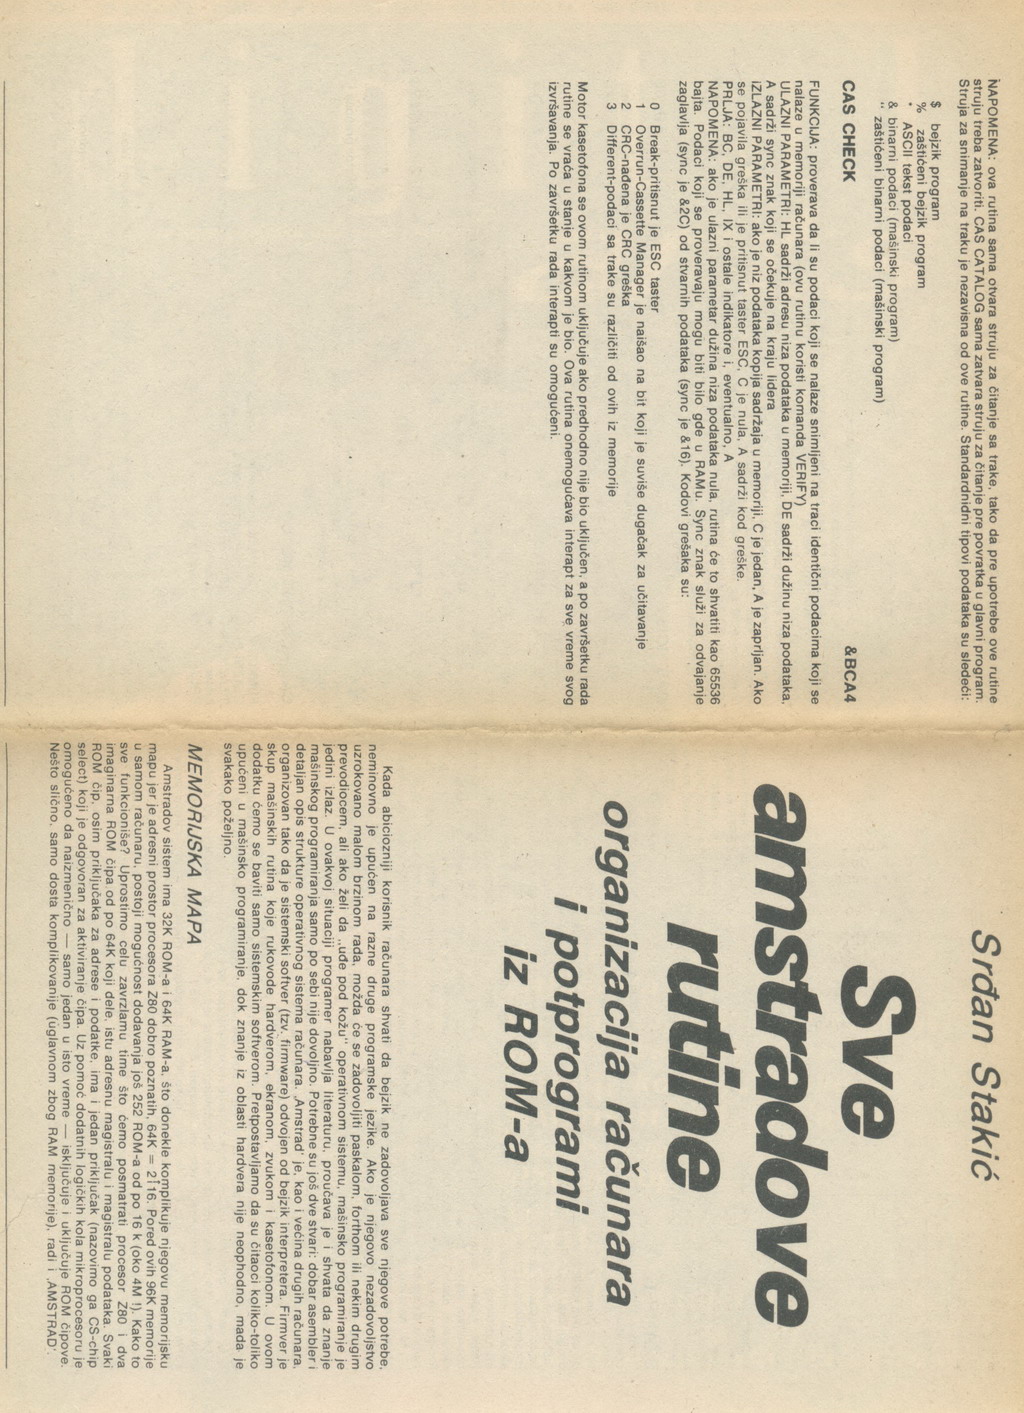 NAPOMENA: ova rutina sama otvara struju za čitanje sa trake, tako da pre upotrebe ove rutine
struju treba zatvoriti. CAS CATALOG sama zatvara struju za čitanje pre povratka u glavni program.
Struja za snimanje na traku je nezavisna od ove rutine. Standardnidni tipovi podataka su sledeći:
$ bejzik program
% zaštićeni bejzik program
* ASCII tekst podaci
& binarni podaci (mašinski program)
" zaštićeni binarni podaci (mašinski program)
CAS CHECK &BCA4
FUNKCIJA: proverava da li su podaci koji se nalaze snimljeni na traci identični podacima koji se
nalaze u memoriji računara (ovu rutinu koristi komanda VERIFY)
ULAZNI PARAMETRI: HL sadrži adresu niza podataka u memoriji, DE sadrži dužinu niza podataka,
A sadrži sync znak koji se očekuje na kraju lidera
IZLAZNI PARAMETRI: ako je niz podataka kopija sadržaja u memoriji, C je jedan, A je zaprljan. Ako
se pojavila greška ili je pritisnut taster ESC, C je nula, A sadrži kod greške.
PRLJA: BC, DE, HL, IX i ostale indikatore i, eventualno, A
NAPOMENA: ako je ulazni parametar dužina niza podataka nula, rutina će to shvatiti kao 65536
bajta. Podaci koji se proveravaju mogu biti bilo gde u RAMu. Sync znak služi za odvajanje
zaglavlja (sync je &2C) od stvarnih podataka (sync je &16). Kodovi grešaka su:
0 Break-pritisnut je ESC taster
1 Overrun-Cassette Manager je naišao na bit koji je suviše dugačak za učitavanje
2 CRC-nađena je CRC greška
3 Different-podaci sa trake su različiti od ovih iz memorije
Motor kasetofona se ovom rutinom uključuje ako predhodno nije bio uključen, a po završetku rada
rutine se vraća u stanje u kakvom je bio. Ova rutina onemogućava interapt za sve vreme svog
izvršavanja. Po završetku rada interapti su omogućeni.
Srđan Stakić
Sve
amstradove
rutine
organizacija računara
i potprogrami
iz ROM-a
Kada abiciozniji korisnik računara shvati da bejzik ne zadovoljava sve njegove potrebe,
neminovno je upućen na razne druge programske jezike. Ako je njegovo nezadovoljstvo
uzrokovano malom brzinom rada, možda će se zadovoljiti paskalom, forthom ili nekim drugim
prevodiocem, ali ako želi da „uđe pod kožu" operativnom sistemu, mašinsko programiranje je
jedini izlaz. U ovakvoj situaciji programer nabavlja literaturu, proučava je i shvata da znanje
mašinskog programiranja samo po sebi nije dovoljno. Potrebne su još dve stvari: dobar asembler i
detaljan opis strukture operativnog sistema računara. ‚Amstrad' je, kao i većina drugih računara,
organizovan tako da je sistemski softver (tzv. firmware) odvojen od bejzik interpretera. Firmver je
skup mašinskih rutina koje rukovode hardverom, ekranom, zvukom i kasetofonom. U ovom
dodatku ćemo se baviti samo sistemskim softverom. Pretpostavljamo da su čitaoci koliko-toliko
upućeni u mašinsko programiranje, dok znanje iz oblasti hardvera nije neophodno, mada je
svakako poželjno.
MEMORIJSKA MAPA
Amstradov sistem ima 32K ROM-a i 64K RAM-a, što donekle komplikuje njegovu memorijsku
mapu jer je adresni prostor procesora Z80 dobro poznatih, 64K = 2↑16. Pored ovih 96K memorije
u samom računaru, postoji mogućnost dodavanja još 252 ROM-a od po 16 k (oko 4M !). Kako to
sve funkcioniše? Uprostimo celu zavrzlamu time što ćemo posmatrati procesor Z80 i dva
imaginarna ROM čipa od po 64K koji dele, istu adresnu magistralu i magistralu podataka. Svaki
ROM čip, osim priključaka za adrese i podatke, ima i jedan priključak (nazovimo ga CS-chip
select) koji je odgovoran za aktiviranje čipa. Uz pomoć dodatnih logičkih kola mikroprocesoru je
omogućeno da naizmenično — samo jedan u isto vreme — isključuje i uključuje ROM čipove.
Nešto slično, samo dosta komplikovanije (uglavnom zbog RAM memorije), radi i ‚AMSTRAD'.